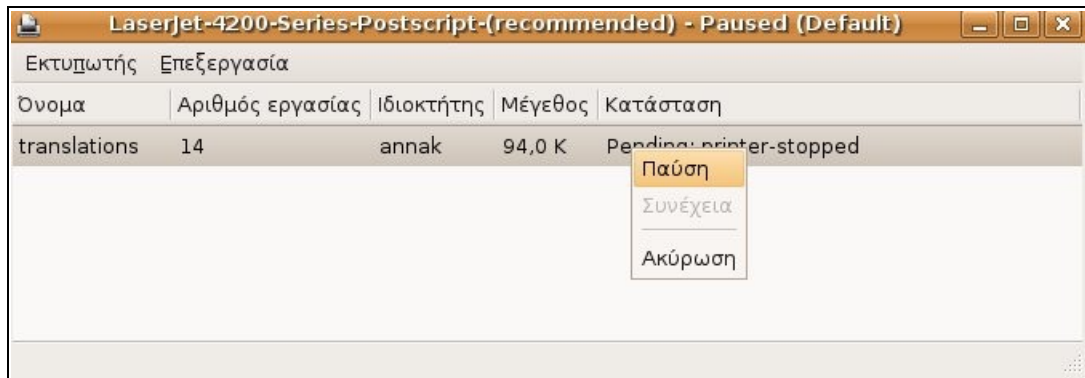 LaserJet-4200-Series-Postscript-(recommended) - Paused (Default)
Εκτυπωτής Επεξεργασία
Όνομα Αριθμός εργασίας Ιδιοκτήτης Μέγεθος Κατάσταση
translations 14 annak 94,0 K Pending: printer-stopped
Παύση
Συνέχεια
Ακύρωση